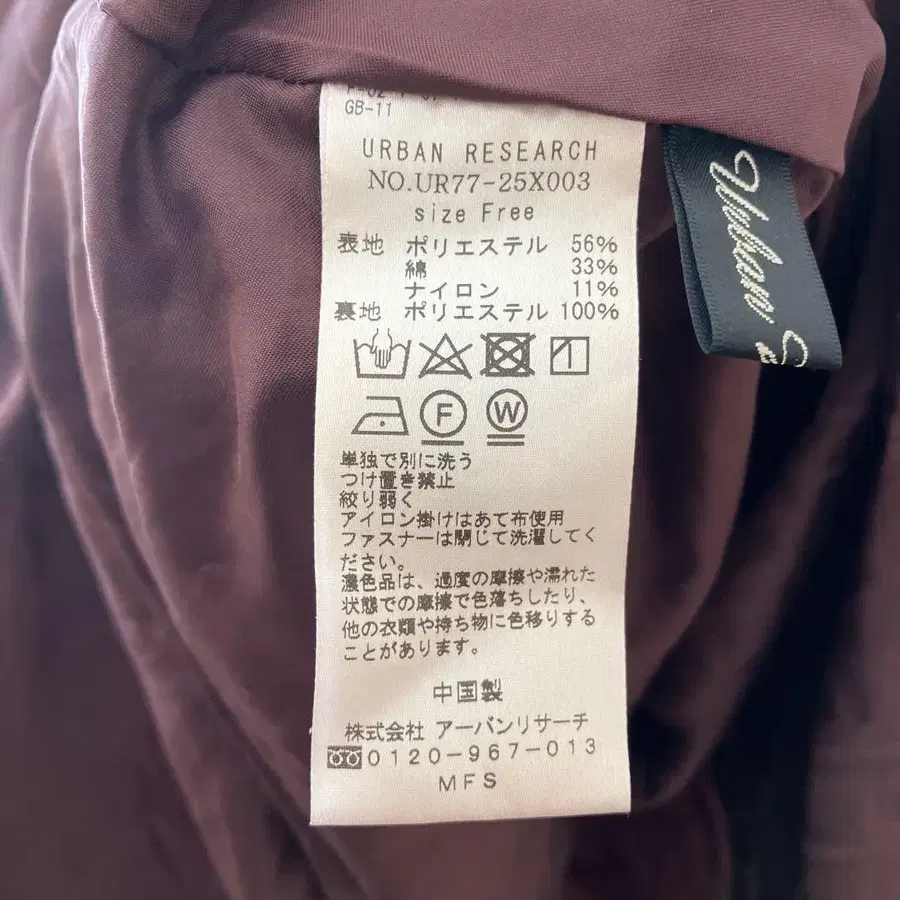 GB-11
URBAN RESEARCH
NO.UR77-25X003
size Free
表地 ポリエステル 56%
綿 33%
ナイロン 11%
裏地 ポリエステル 100%
F
W
単独で別に洗う
つけ置き禁止
絞り弱く
アイロン掛けはあて布使用
ファスナーは閉じて洗濯してく
ださい。
濃色品は、過度の摩擦や濡れた
状態での摩擦で色落ちしたり、
他の衣類や持ち物に色移りする
ことがあります。
中国製
株式会社 アーバンリサーチ
0120-967-013
MFS
Urban